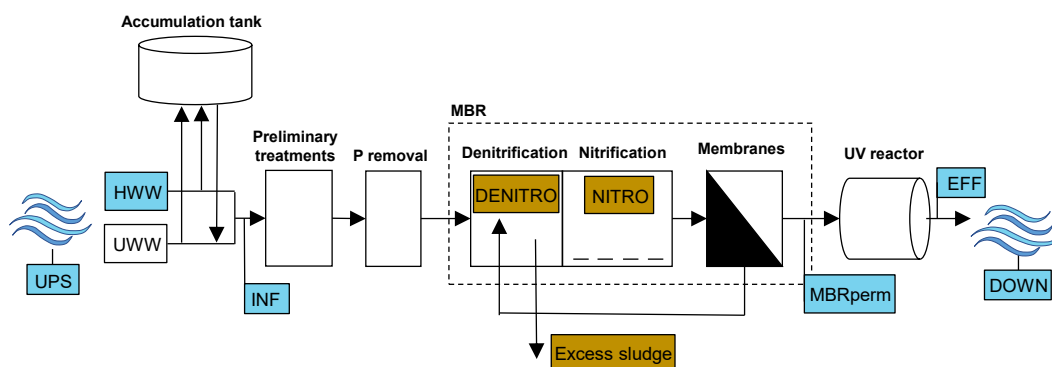 Accumulation tank
MBR
Preliminary
treatments
P removal
Denitrification
Nitrification
Membranes
UV reactor
HWW
DENITRO
NITRO
EFF
UWW
UPS
INF
MBRperm
DOWN
Excess sludge